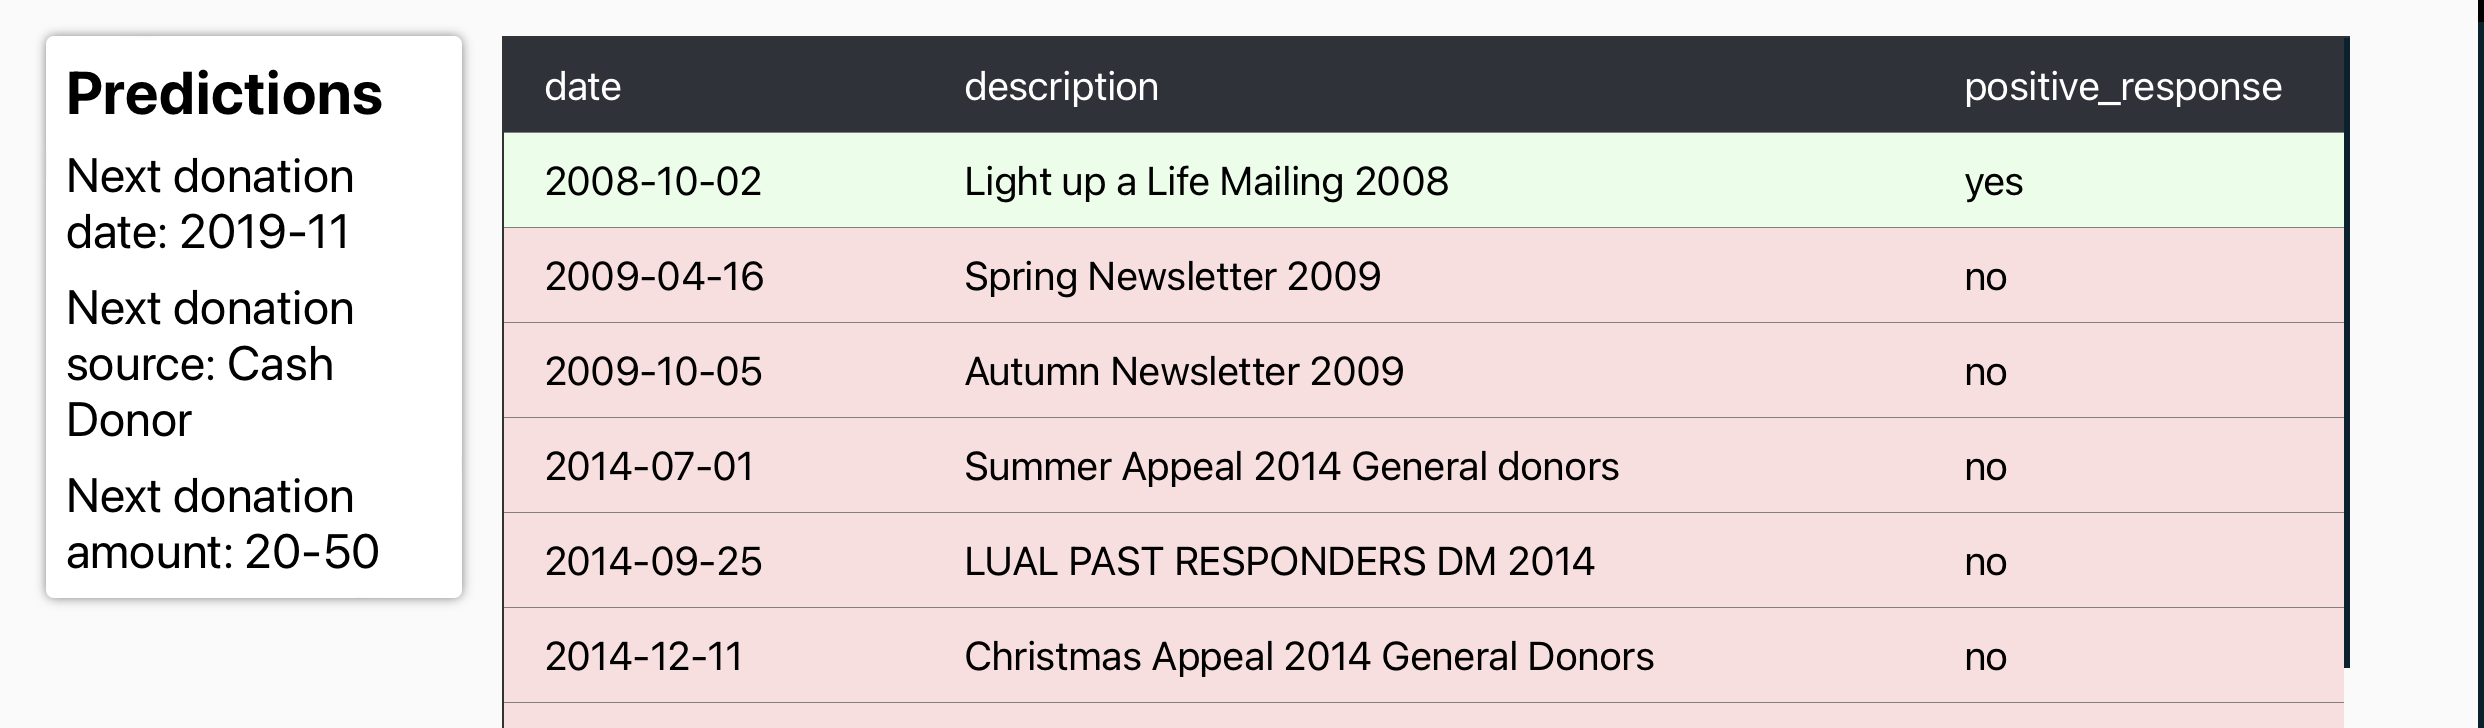 Predictions
Next donation
date: 2019-11
Next donation
source: Cash
Donor
Next donation
amount: 20-50
date description positive_response
2008-10-02 Light up a Life Mailing 2008 yes
2009-04-16 Spring Newsletter 2009 no
2009-10-05 Autumn Newsletter 2009 no
2014-07-01 Summer Appeal 2014 General donors no
2014-09-25 LUAL PAST RESPONDERS DM 2014 no
2014-12-11 Christmas Appeal 2014 General Donors no